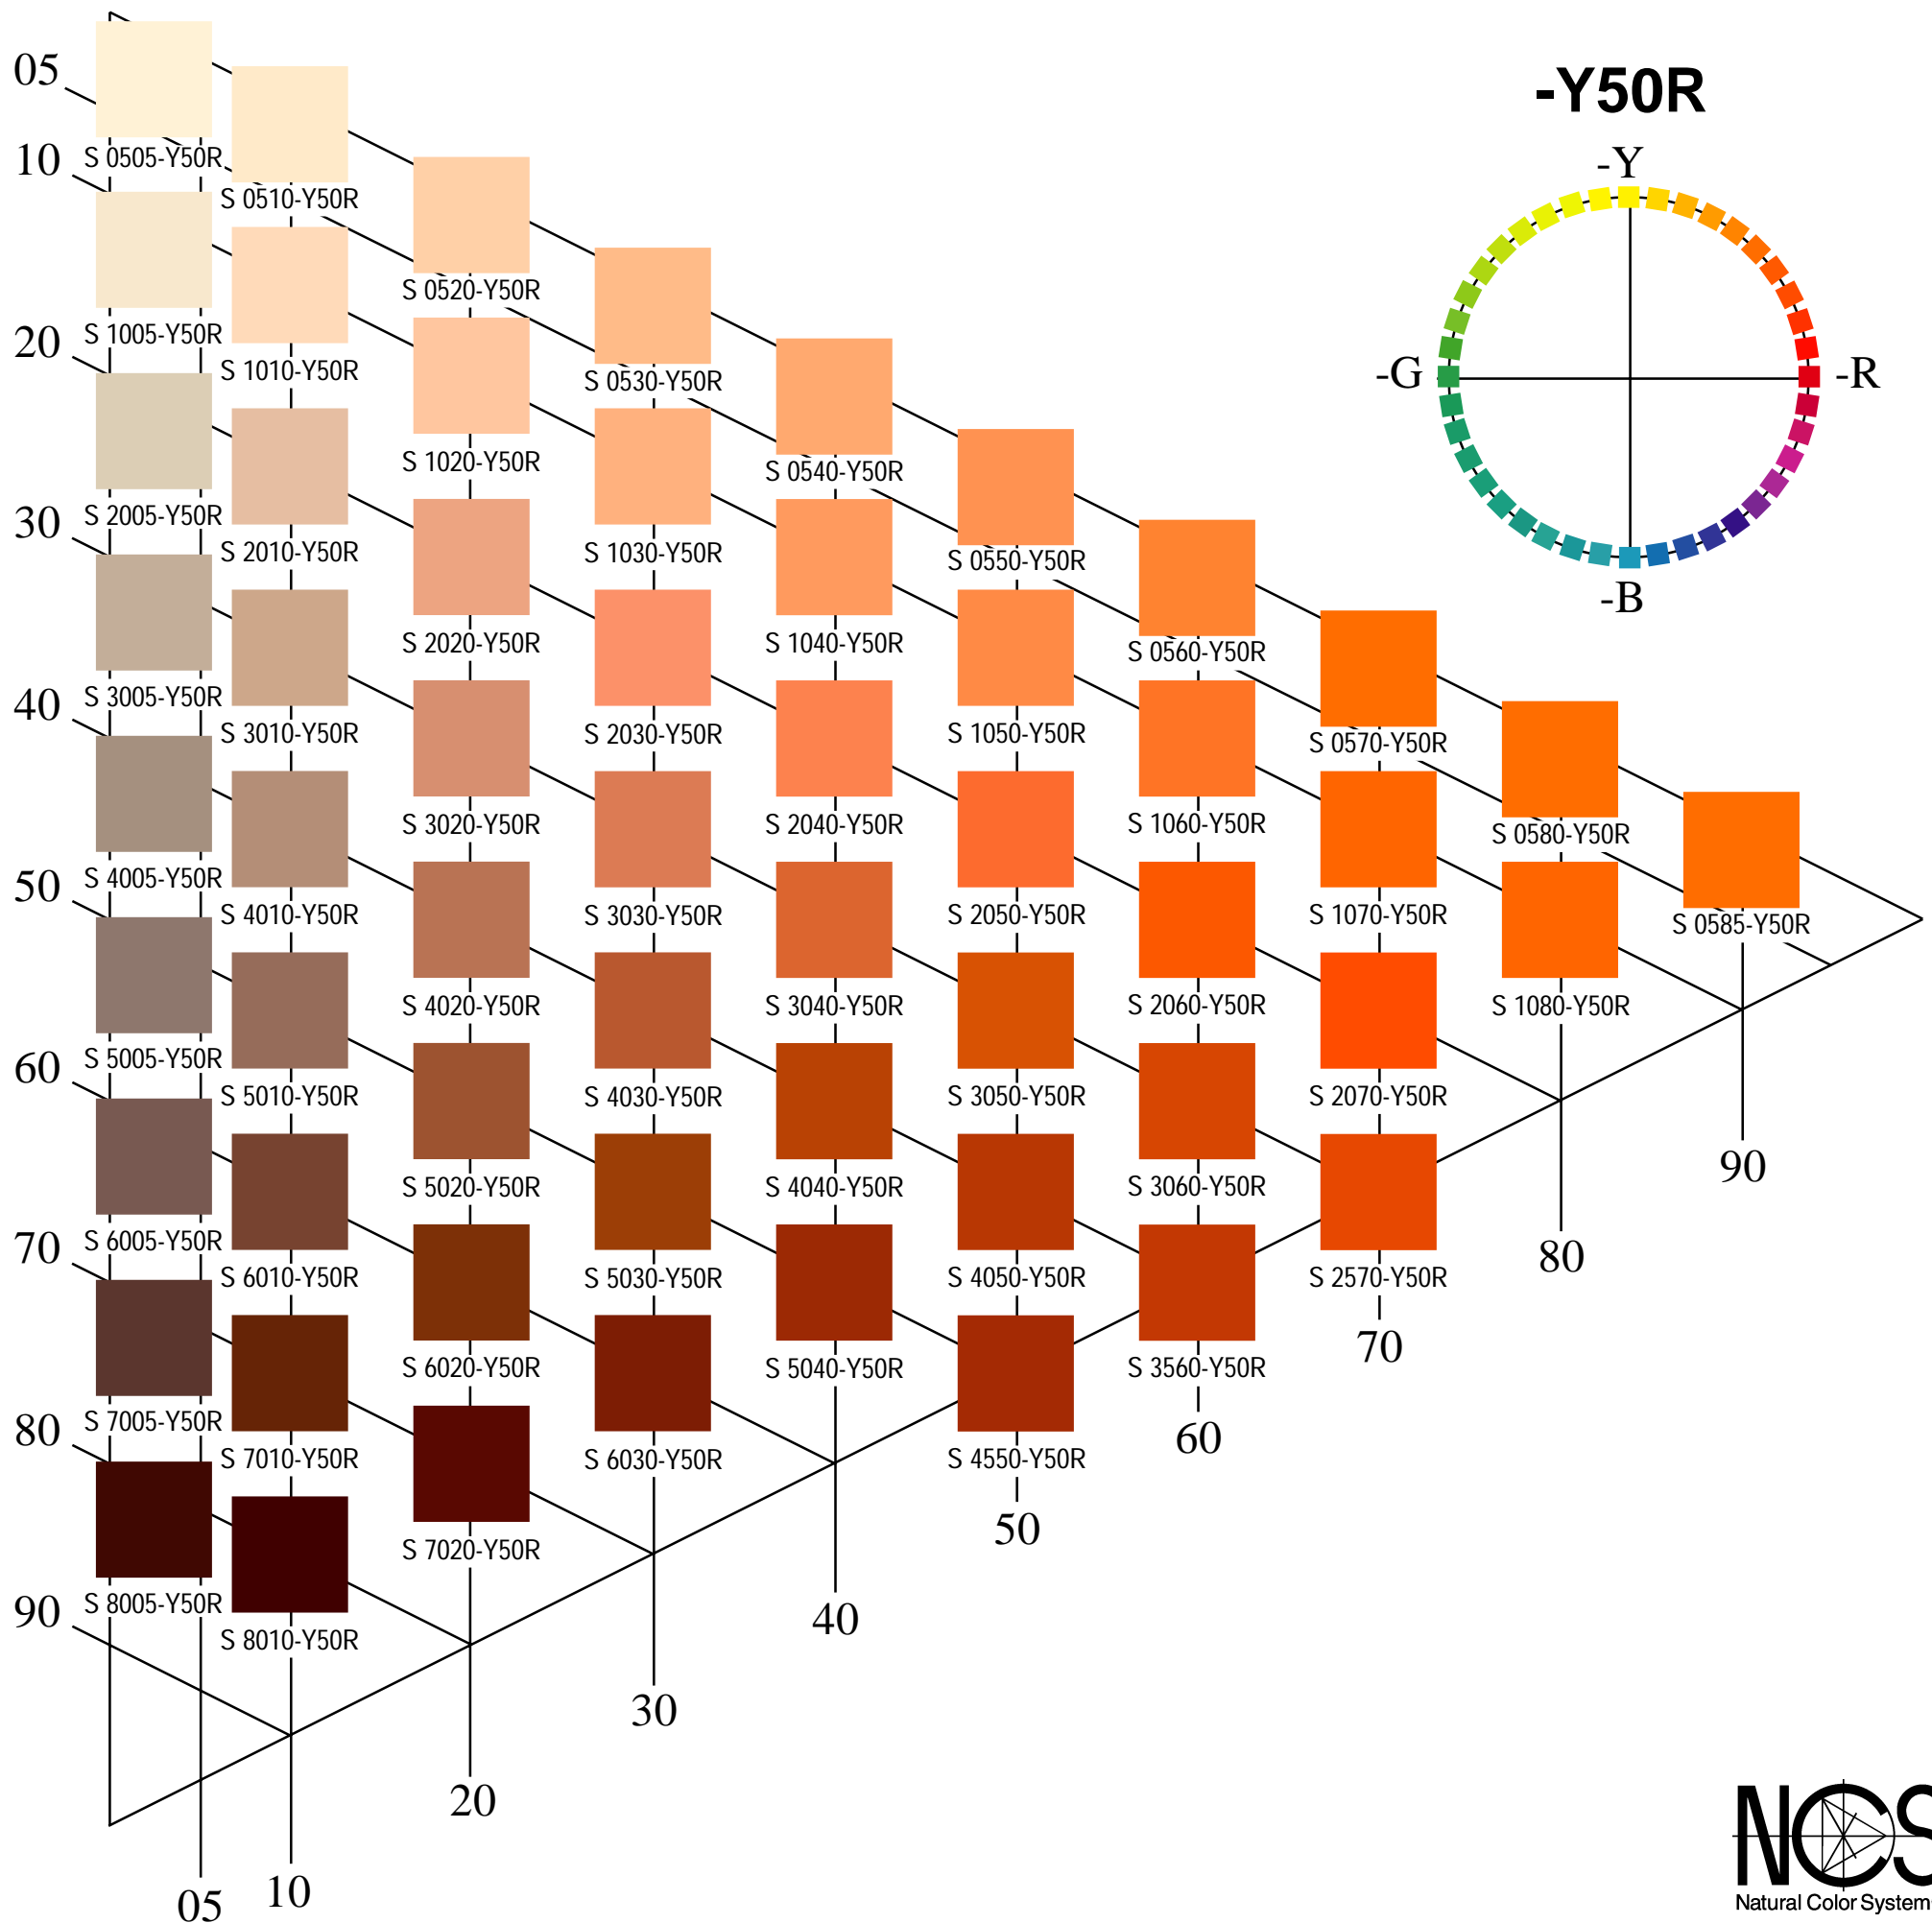 -Y50R
-Y
-G
-R
-B
05
10
20
30
40
50
60
70
80
90
S 0505-Y50R
S 1005-Y50R
S 2005-Y50R
S 3005-Y50R
S 4005-Y50R
S 5005-Y50R
S 6005-Y50R
S 7005-Y50R
S 8005-Y50R
S 0510-Y50R
S 1010-Y50R
S 2010-Y50R
S 3010-Y50R
S 4010-Y50R
S 5010-Y50R
S 6010-Y50R
S 7010-Y50R
S 8010-Y50R
S 0520-Y50R
S 1020-Y50R
S 2020-Y50R
S 3020-Y50R
S 4020-Y50R
S 5020-Y50R
S 6020-Y50R
S 7020-Y50R
S 0530-Y50R
S 1030-Y50R
S 2030-Y50R
S 3030-Y50R
S 4030-Y50R
S 5030-Y50R
S 6030-Y50R
S 0540-Y50R
S 1040-Y50R
S 2040-Y50R
S 3040-Y50R
S 4040-Y50R
S 5040-Y50R
S 0550-Y50R
S 1050-Y50R
S 2050-Y50R
S 3050-Y50R
S 4050-Y50R
S 4550-Y50R
S 0560-Y50R
S 1060-Y50R
S 2060-Y50R
S 3060-Y50R
S 3560-Y50R
S 0570-Y50R
S 1070-Y50R
S 2070-Y50R
S 2570-Y50R
S 0580-Y50R
S 1080-Y50R
S 0585-Y50R
05
10
20
30
40
50
60
70
80
90
NCS
Natural Color System